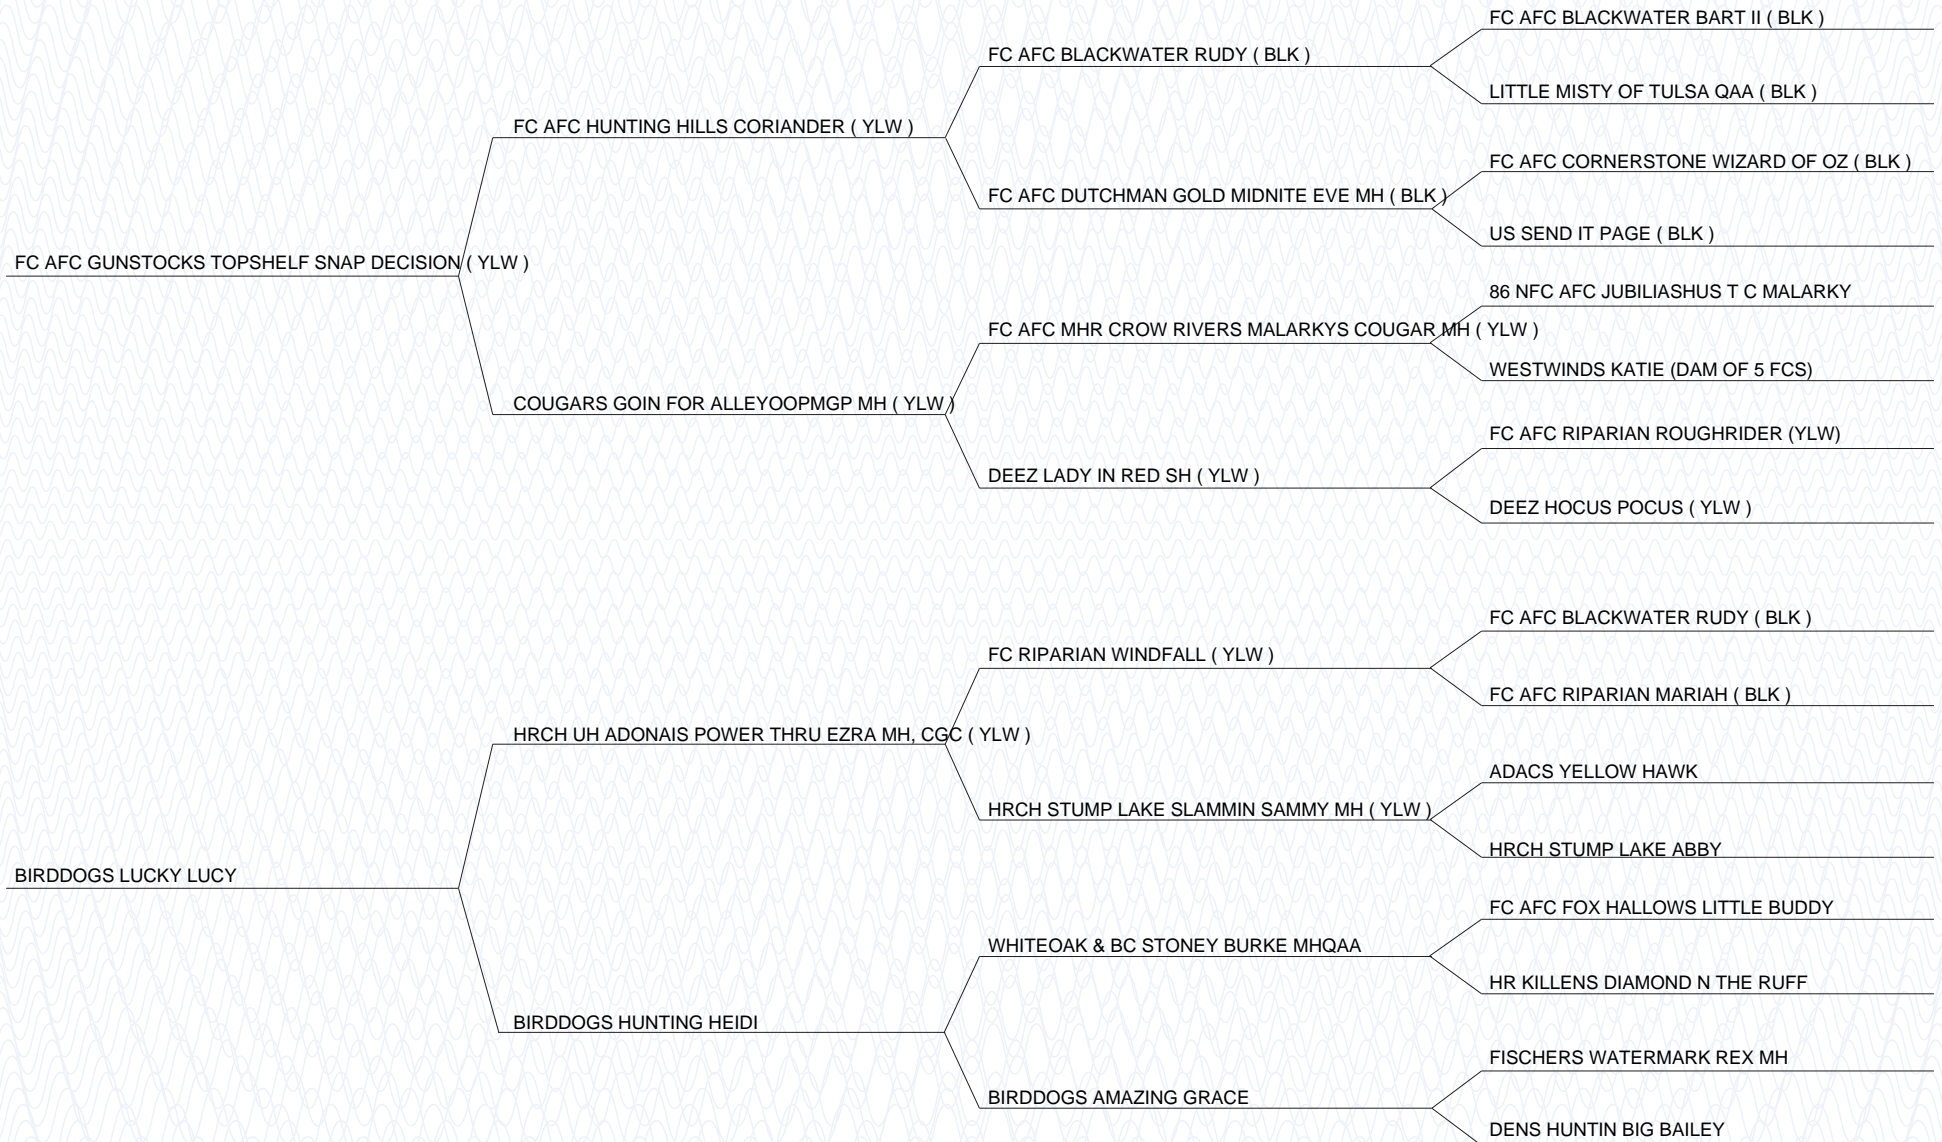 FC AFC BLACKWATER BART II ( BLK )
FC AFC BLACKWATER RUDY ( BLK )
LITTLE MISTY OF TULSA QAA ( BLK )
FC AFC HUNTING HILLS CORIANDER ( YLW )
FC AFC CORNERSTONE WIZARD OF OZ ( BLK )
FC AFC DUTCHMAN GOLD MIDNITE EVE MH ( BLK )
US SEND IT PAGE ( BLK )
FC AFC GUNSTOCKS TOPSHELF SNAP DECISION ( YLW )
86 NFC AFC JUBILIASHUS T C MALARKY
FC AFC MHR CROW RIVERS MALARKYS COUGAR MH ( YLW )
WESTWINDS KATIE (DAM OF 5 FCS)
COUGARS GOIN FOR ALLEYOOPMGP MH ( YLW )
FC AFC RIPARIAN ROUGHRIDER (YLW)
DEEZ LADY IN RED SH ( YLW )
DEEZ HOCUS POCUS ( YLW )
FC AFC BLACKWATER RUDY ( BLK )
FC RIPARIAN WINDFALL ( YLW )
FC AFC RIPARIAN MARIAH ( BLK )
HRCH UH ADONAIS POWER THRU EZRA MH, CGC ( YLW )
ADACS YELLOW HAWK
HRCH STUMP LAKE SLAMMIN SAMMY MH ( YLW )
HRCH STUMP LAKE ABBY
BIRDDOGS LUCKY LUCY
FC AFC FOX HALLOWS LITTLE BUDDY
WHITEOAK & BC STONEY BURKE MHQAA
HR KILLENS DIAMOND N THE RUFF
BIRDDOGS HUNTING HEIDI
FISCHERS WATERMARK REX MH
BIRDDOGS AMAZING GRACE
DENS HUNTIN BIG BAILEY